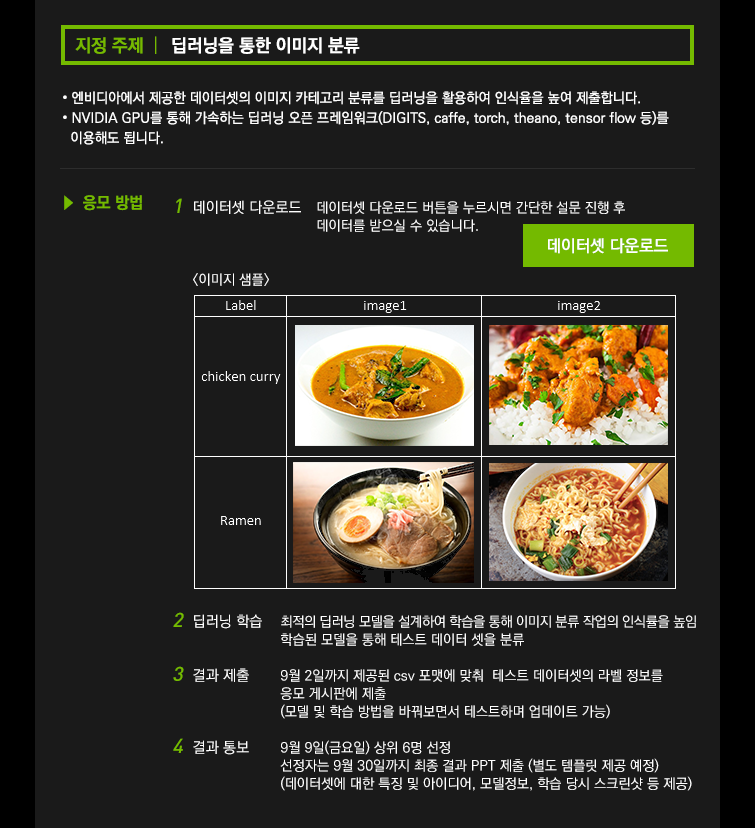 지정 주제 | 딥러닝을 통한 이미지 분류
• 엔비디아에서 제공한 데이터셋의 이미지 카테고리 분류를 딥러닝을 활용하여 인식율을 높여 제출합니다.
• NVIDIA GPU를 통해 가속하는 딥러닝 오픈 프레임워크(DIGITS, caffe, torch, theano, tensor flow 등)를
이용해도 됩니다.
▶ 응모 방법
1 데이터셋 다운로드 데이터셋 다운로드 버튼을 누르시면 간단한 설문 진행 후
데이터를 받으실 수 있습니다.
데이터셋 다운로드
<이미지 샘플>
Label image1 image2
chicken curry
Ramen
2 딥러닝 학습 최적의 딥러닝 모델을 설계하여 학습을 통해 이미지 분류 작업의 인식률을 높임
학습된 모델을 통해 테스트 데이터 셋을 분류
3 결과 제출 9월 2일까지 제공된 csv 포맷에 맞춰 테스트 데이터셋의 라벨 정보를
응모 게시판에 제출
(모델 및 학습 방법을 바꿔보면서 테스트하며 업데이트 가능)
4 결과 통보 9월 9일(금요일) 상위 6명 선정
선정자는 9월 30일까지 최종 결과 PPT 제출 (별도 템플릿 제공 예정)
(데이터셋에 대한 특징 및 아이디어, 모델정보, 학습 당시 스크린샷 등 제공)